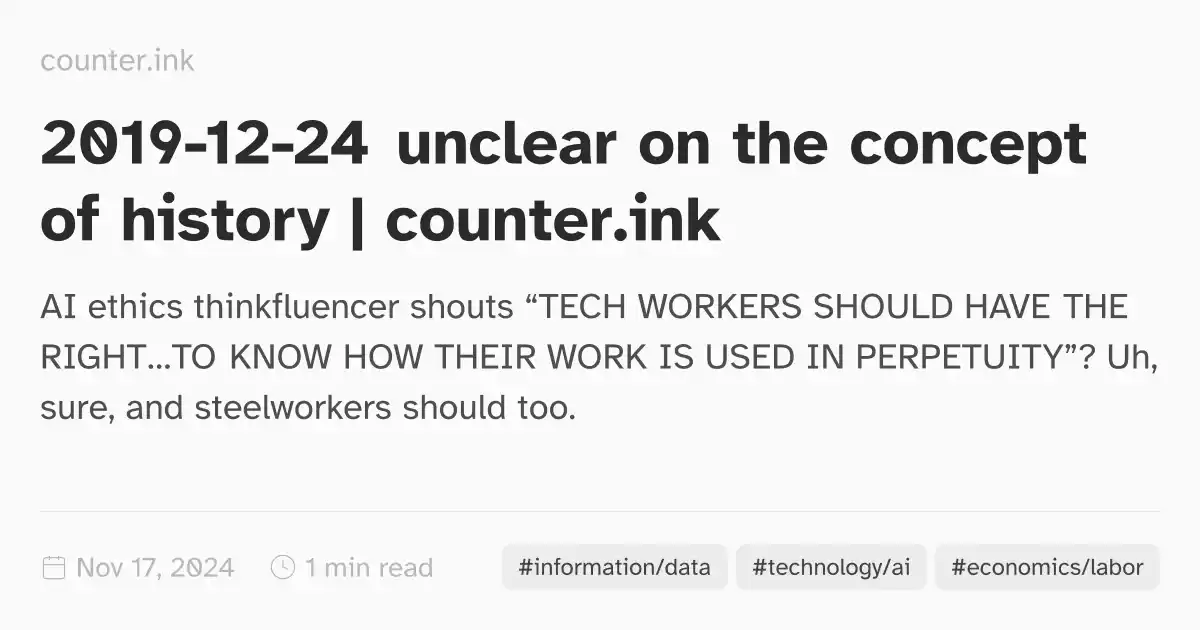 counter.ink
2019-12-24 unclear on the concept
of history | counter.ink
AI ethics thinkfluencer shouts “TECH WORKERS SHOULD HAVE THE
RIGHT...TO KNOW HOW THEIR WORK IS USED IN PERPETUITY”? Uh,
sure, and steelworkers should too.
Nov 17, 2024 1 min read #information/data #technology/ai #economics/labor